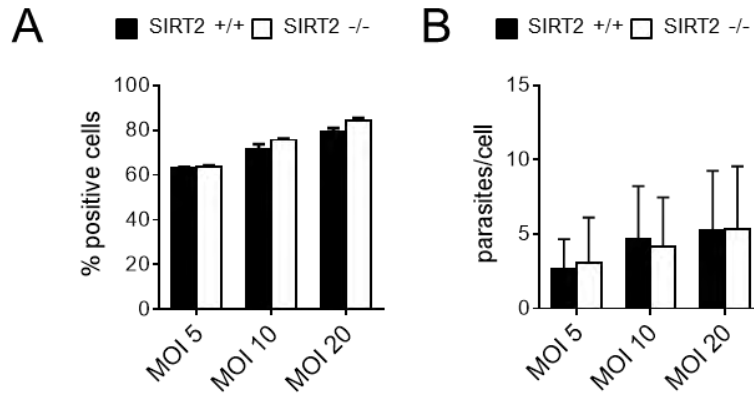 A
SIRT2 +/+ SIRT2 -/-
% positive cells
100
80
60
40
20
0
MOI 5
MOI 10
MOI 20
B
SIRT2 +/+ SIRT2 -/-
parasites/cell
15
10
5
0
MOI 5
MOI 10
MOI 20